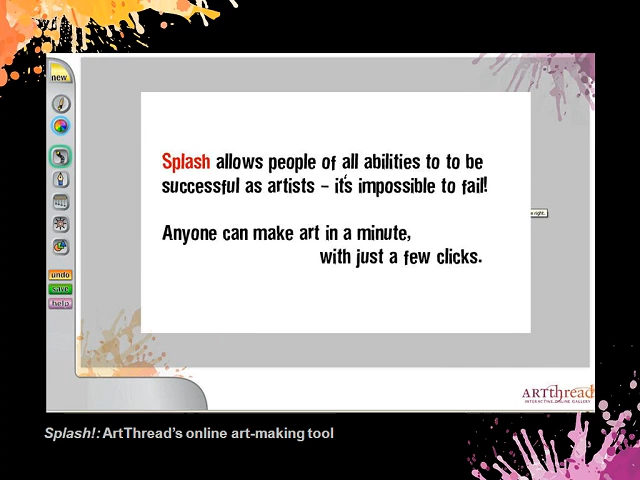 new
Splash allows people of all abilities to to be
successful as artists – it's impossible to fail!
e right.
Anyone can make art in a minute,
with just a few clicks.
undo
save
help
ARTthread
INTERACTIVE ONLINE GALLERY
Splash!: ArtThread's online art-making tool